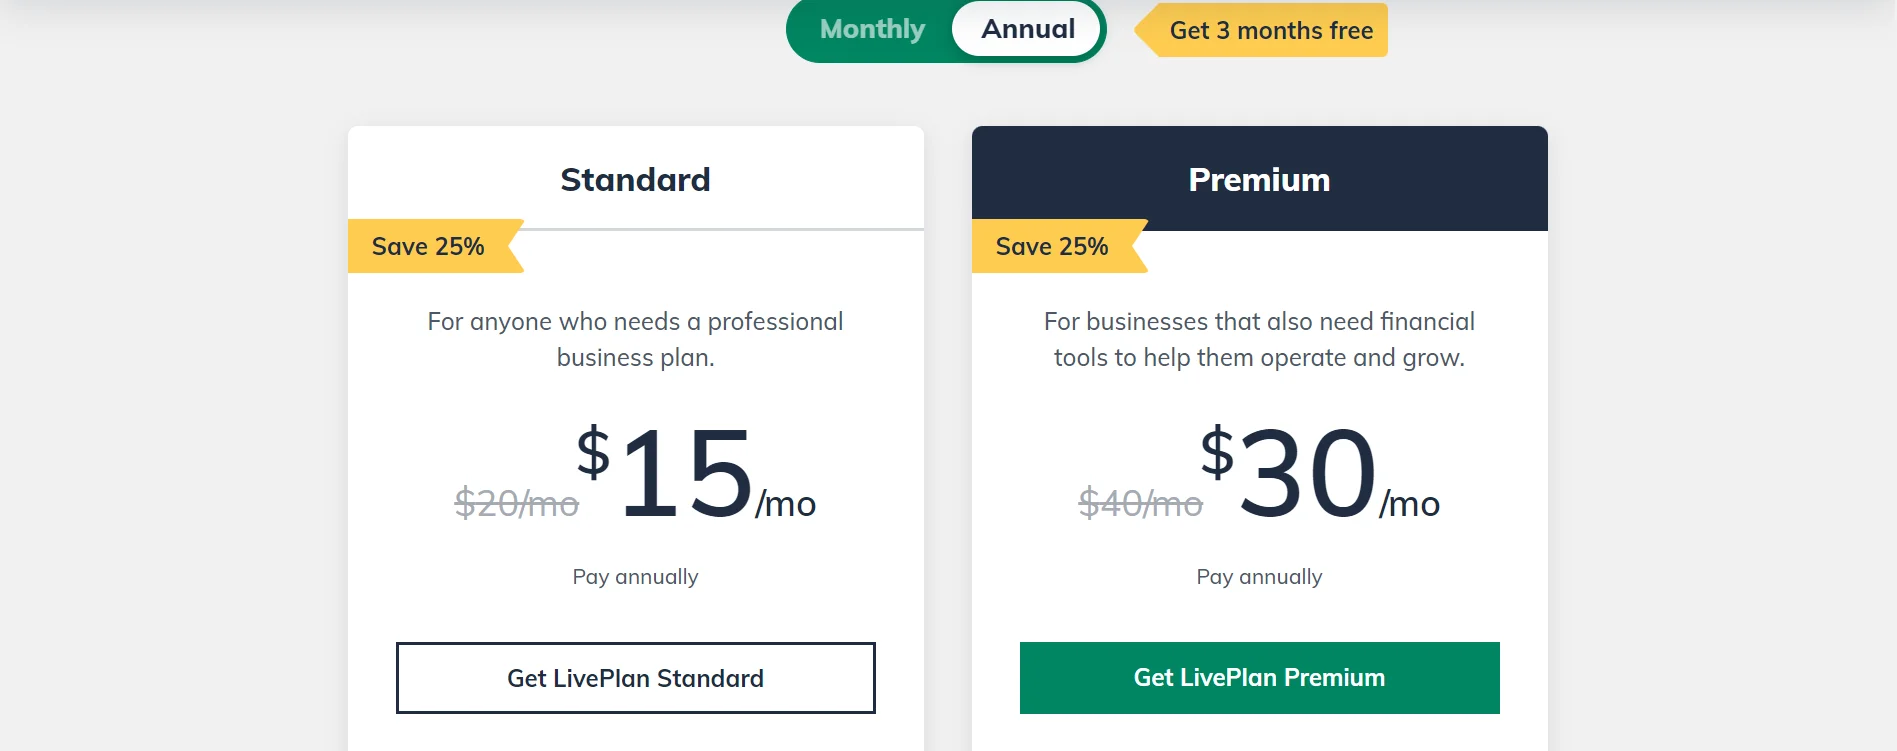 Monthly Annual Get 3 months free
Standard
Save 25%
For anyone who needs a professional
business plan.
$20/mo $15/mo
Pay annually
Get LivePlan Standard
Premium
Save 25%
For businesses that also need financial
tools to help them operate and grow.
$40/mo $30/mo
Pay annually
Get LivePlan Premium